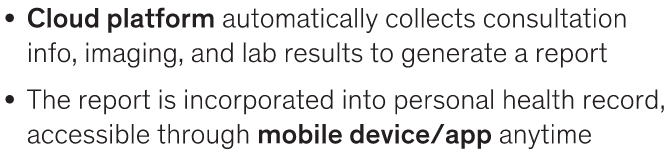 • Cloud platform automatically collects consultation
info, imaging, and lab results to generate a report
• The report is incorporated into personal health record,
accessible through mobile device/app anytime